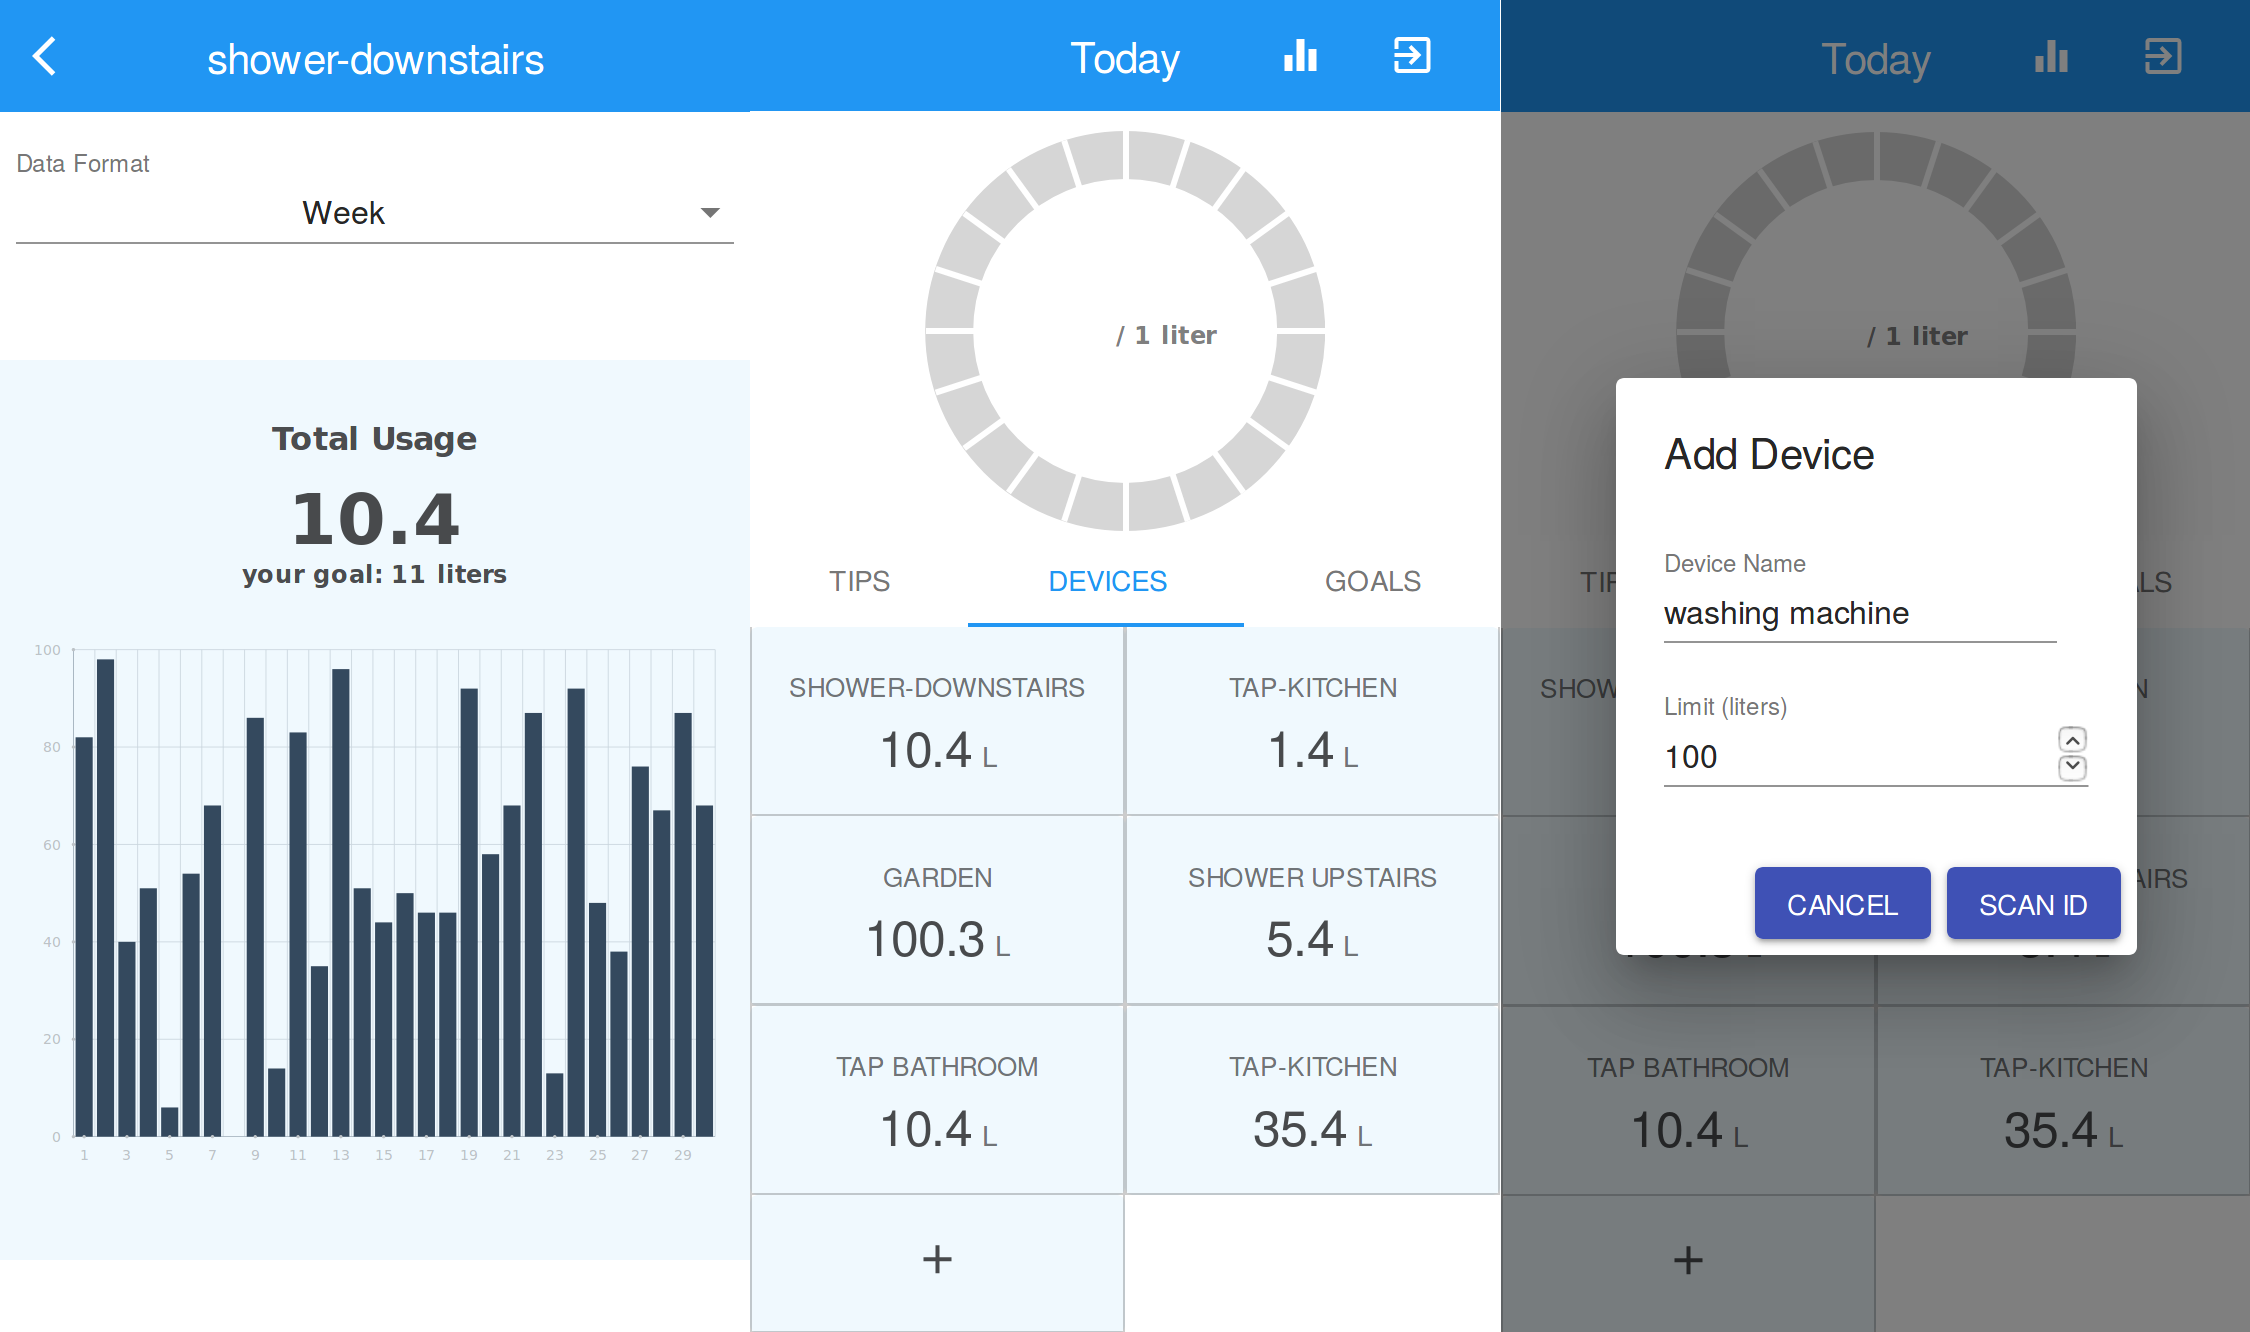 shower-downstairs
Data Format
Week
Total Usage
10.4
your goal: 11 liters
100
80
60
40
20
0
1 3 5 7 9 11 13 15 17 19 21 23 25 27 29
Today
/ 1 liter
TIPS DEVICES GOALS
SHOWER-DOWNSTAIRS TAP-KITCHEN
10.4 L 1.4 L
GARDEN SHOWER UPSTAIRS
100.3 L 5.4 L
TAP BATHROOM TAP-KITCHEN
10.4 L 35.4 L
+
Today
/ 1 liter
Add Device
Device Name
washing machine
Limit (liters)
100
CANCEL SCAN ID
TAP BATHROOM TAP-KITCHEN
10.4 L 35.4 L
+